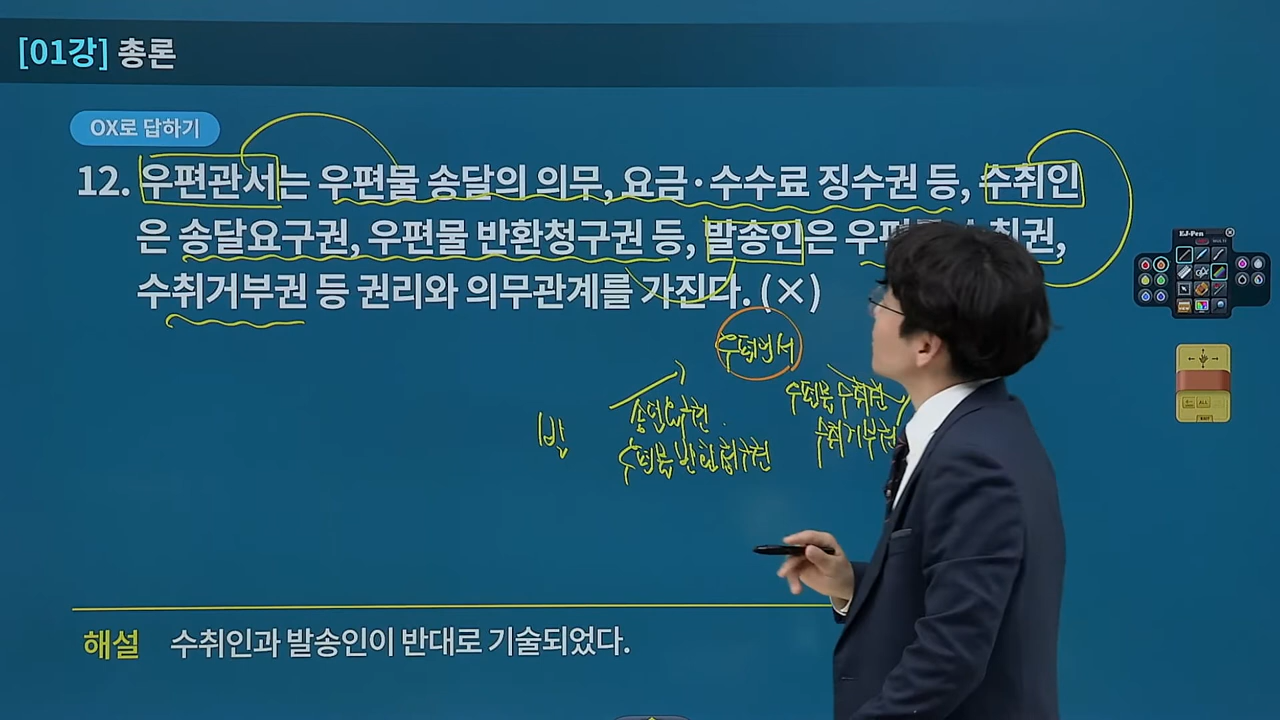 [01강] 총론
OX로 답하기
12. 우편관서는 우편물 송달의 의무, 요금·수수료 징수권 등, 수취인
은 송달요구권, 우편물 반환청구권 등, 발송인은 우편 수취권,
수취거부권 등 권리와 의무관계를 가진다. (×)
우편관서
송달요구권
우편물 수취권
발
우편물 반환청구권
수취거부권
해설 수취인과 발송인이 반대로 기술되었다.
EJ-Pen
ALL